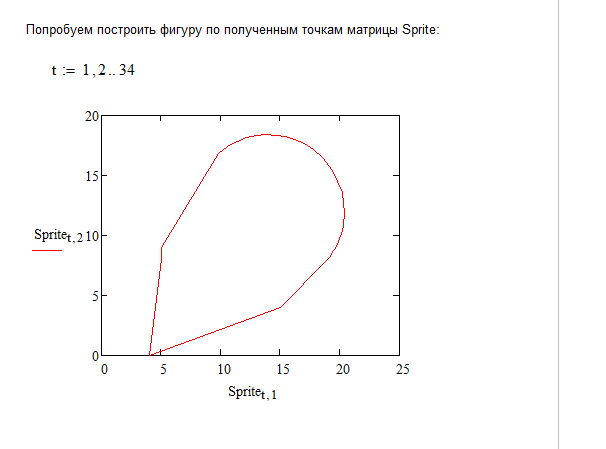 Попробуем построить фигуру по полученным точкам матрицы Sprite:
t := 1, 2 .. 34
20
15
Sprite t, 2 10
5
0
0 5 10 15 20 25
Sprite t, 1